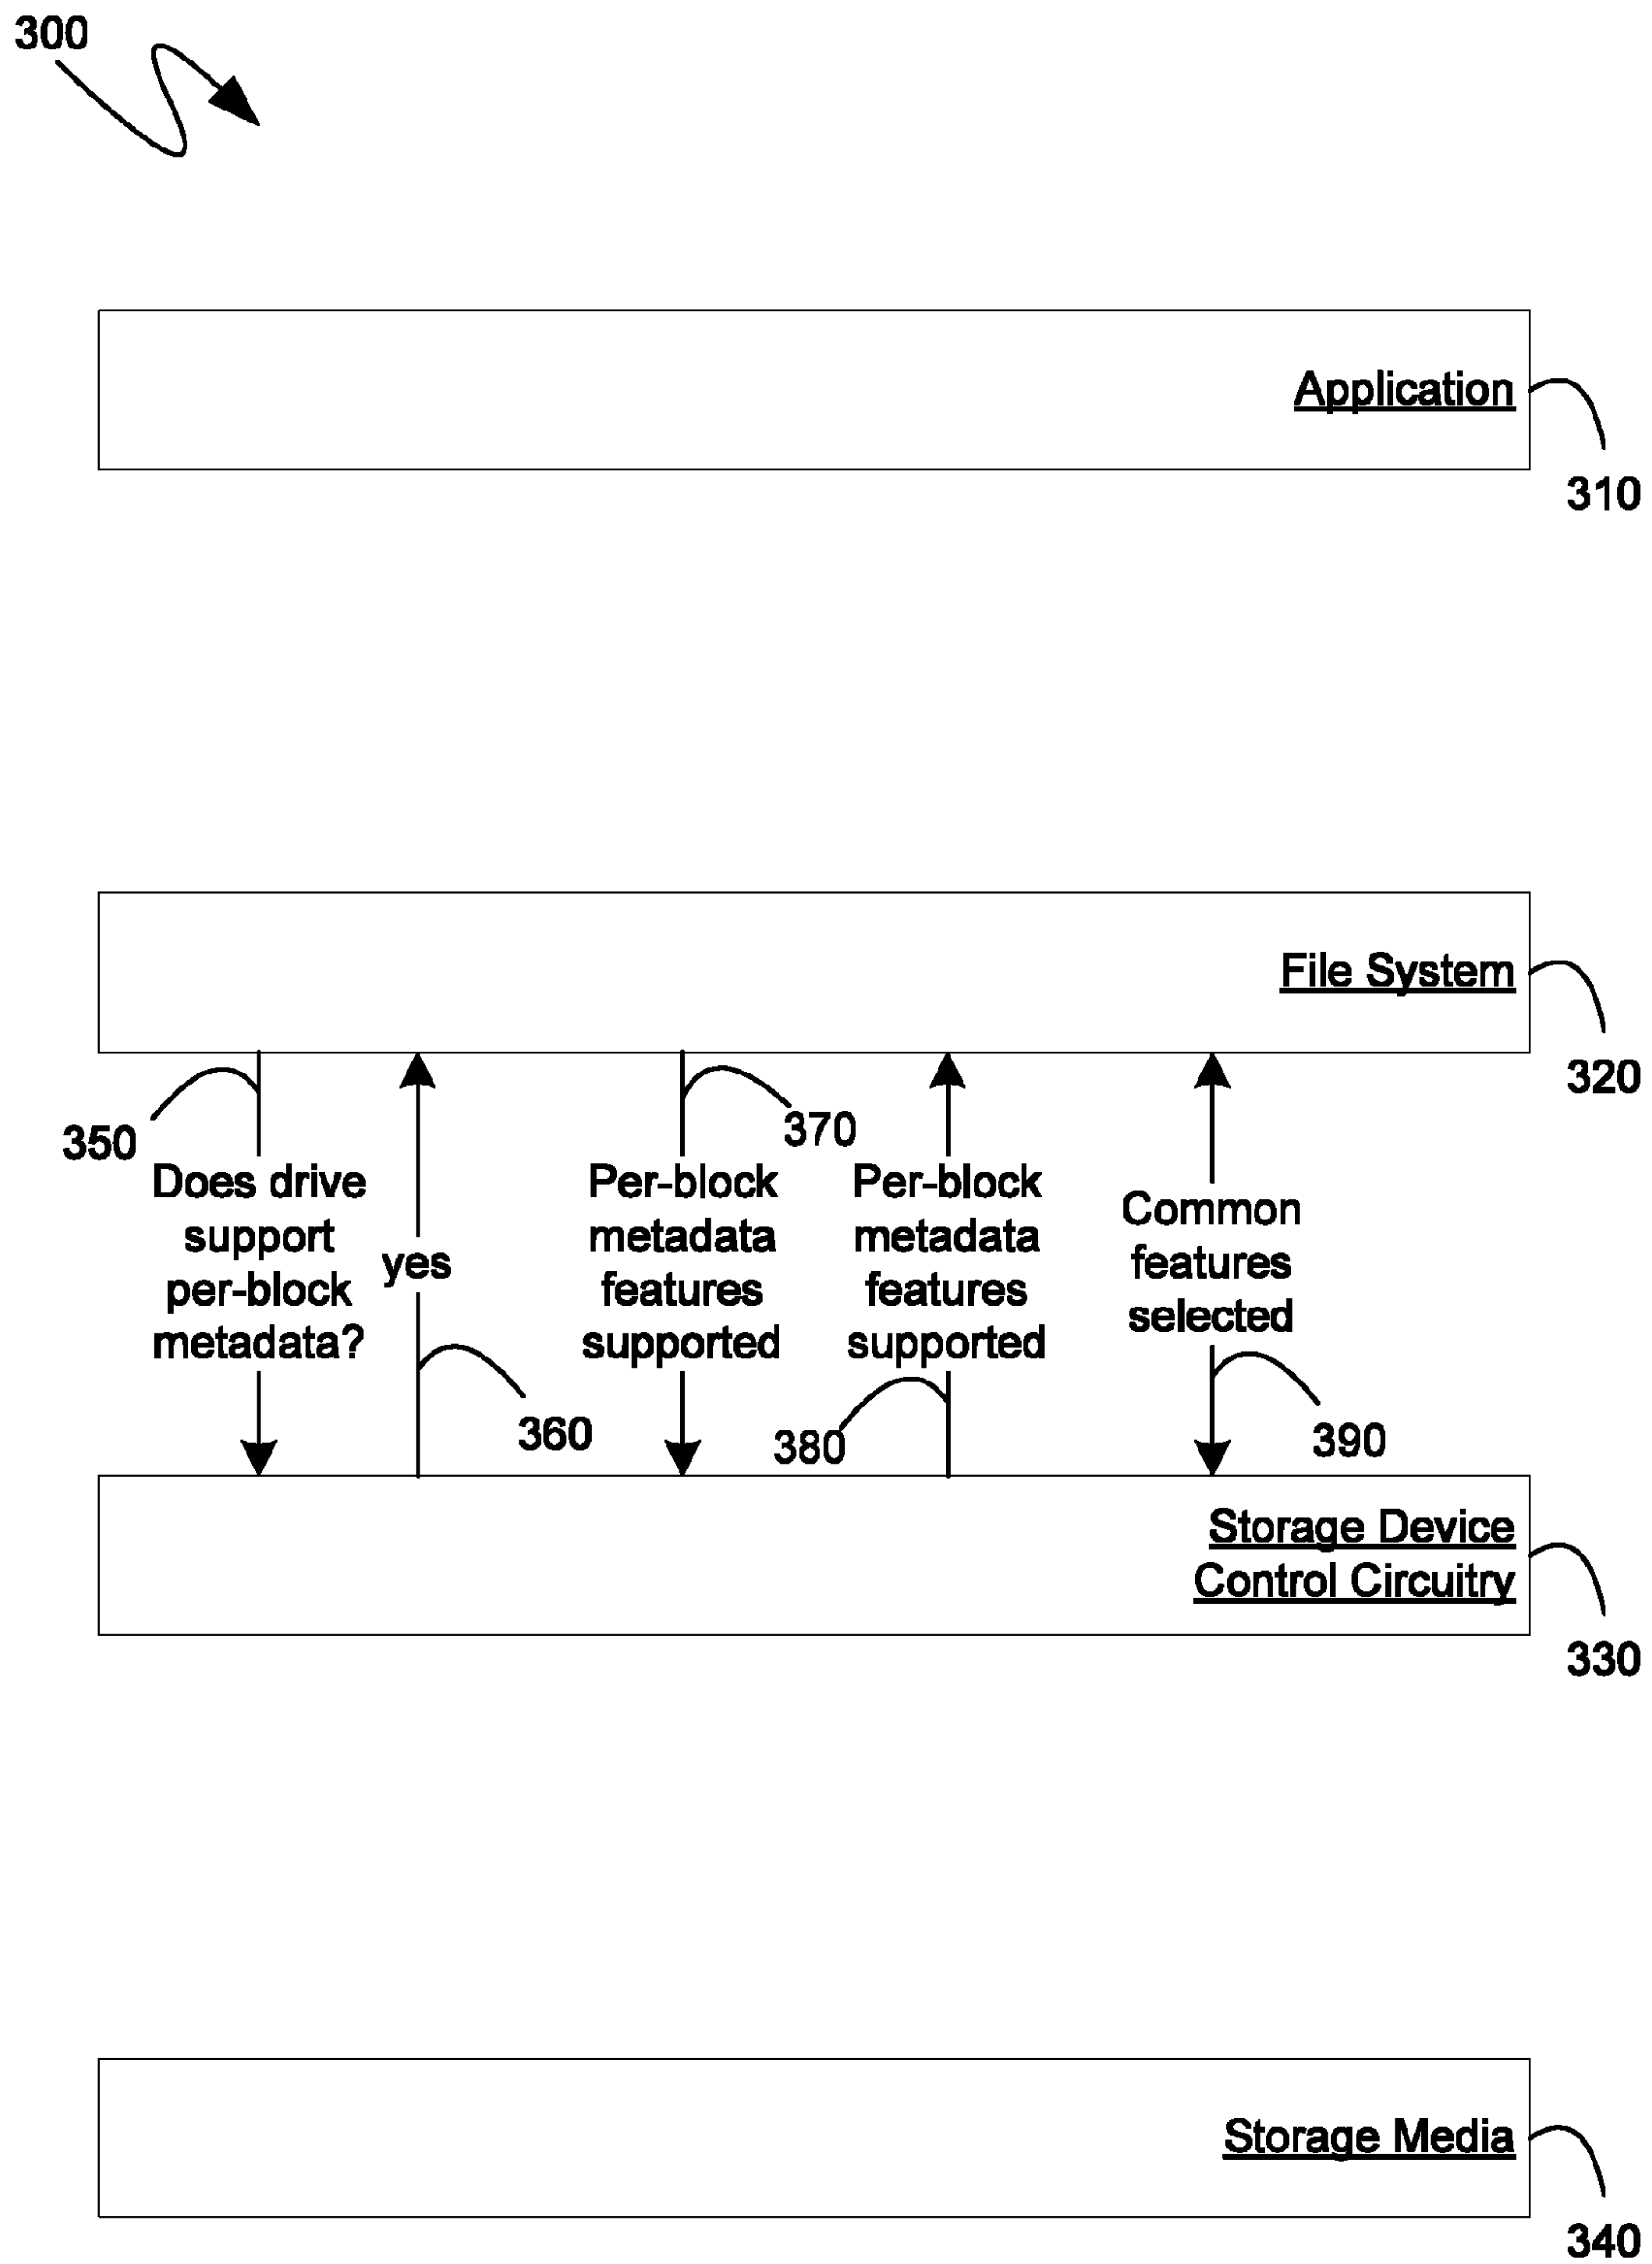 300
Application
310
File System
320
350
370
Does drive
support
per-block
metadata?
yes
Per-block
metadata
features
supported
Per-block
metadata
features
supported
Common
features
selected
360
380
390
Storage Device
Control Circuitry
330
Storage Media
340